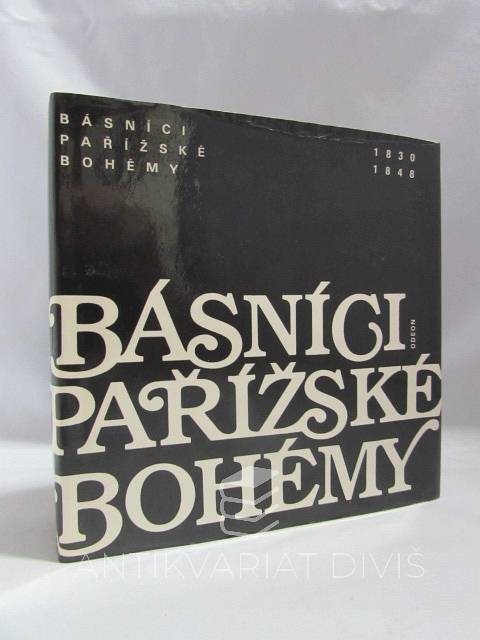 BÁSNÍCI
PAŘÍŽSKÉ
BOHÉMY
1830
1848
BÁSNÍCI
ODEON
PAŘÍŽSKÉ
BOHÉMY
ANTIKVARIÁT DIVIŠ